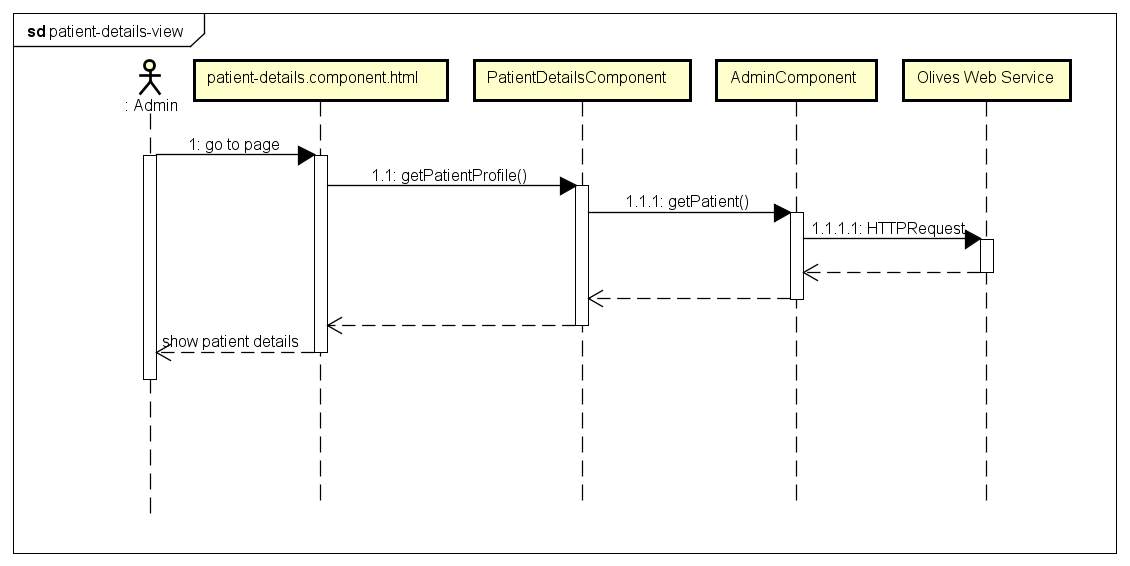 sd patient-details-view
: Admin
patient-details.component.html
PatientDetailsComponent
AdminComponent
Olives Web Service
1: go to page
1.1: getPatientProfile()
1.1.1: getPatient()
1.1.1.1: HTTPRequest
show patient details